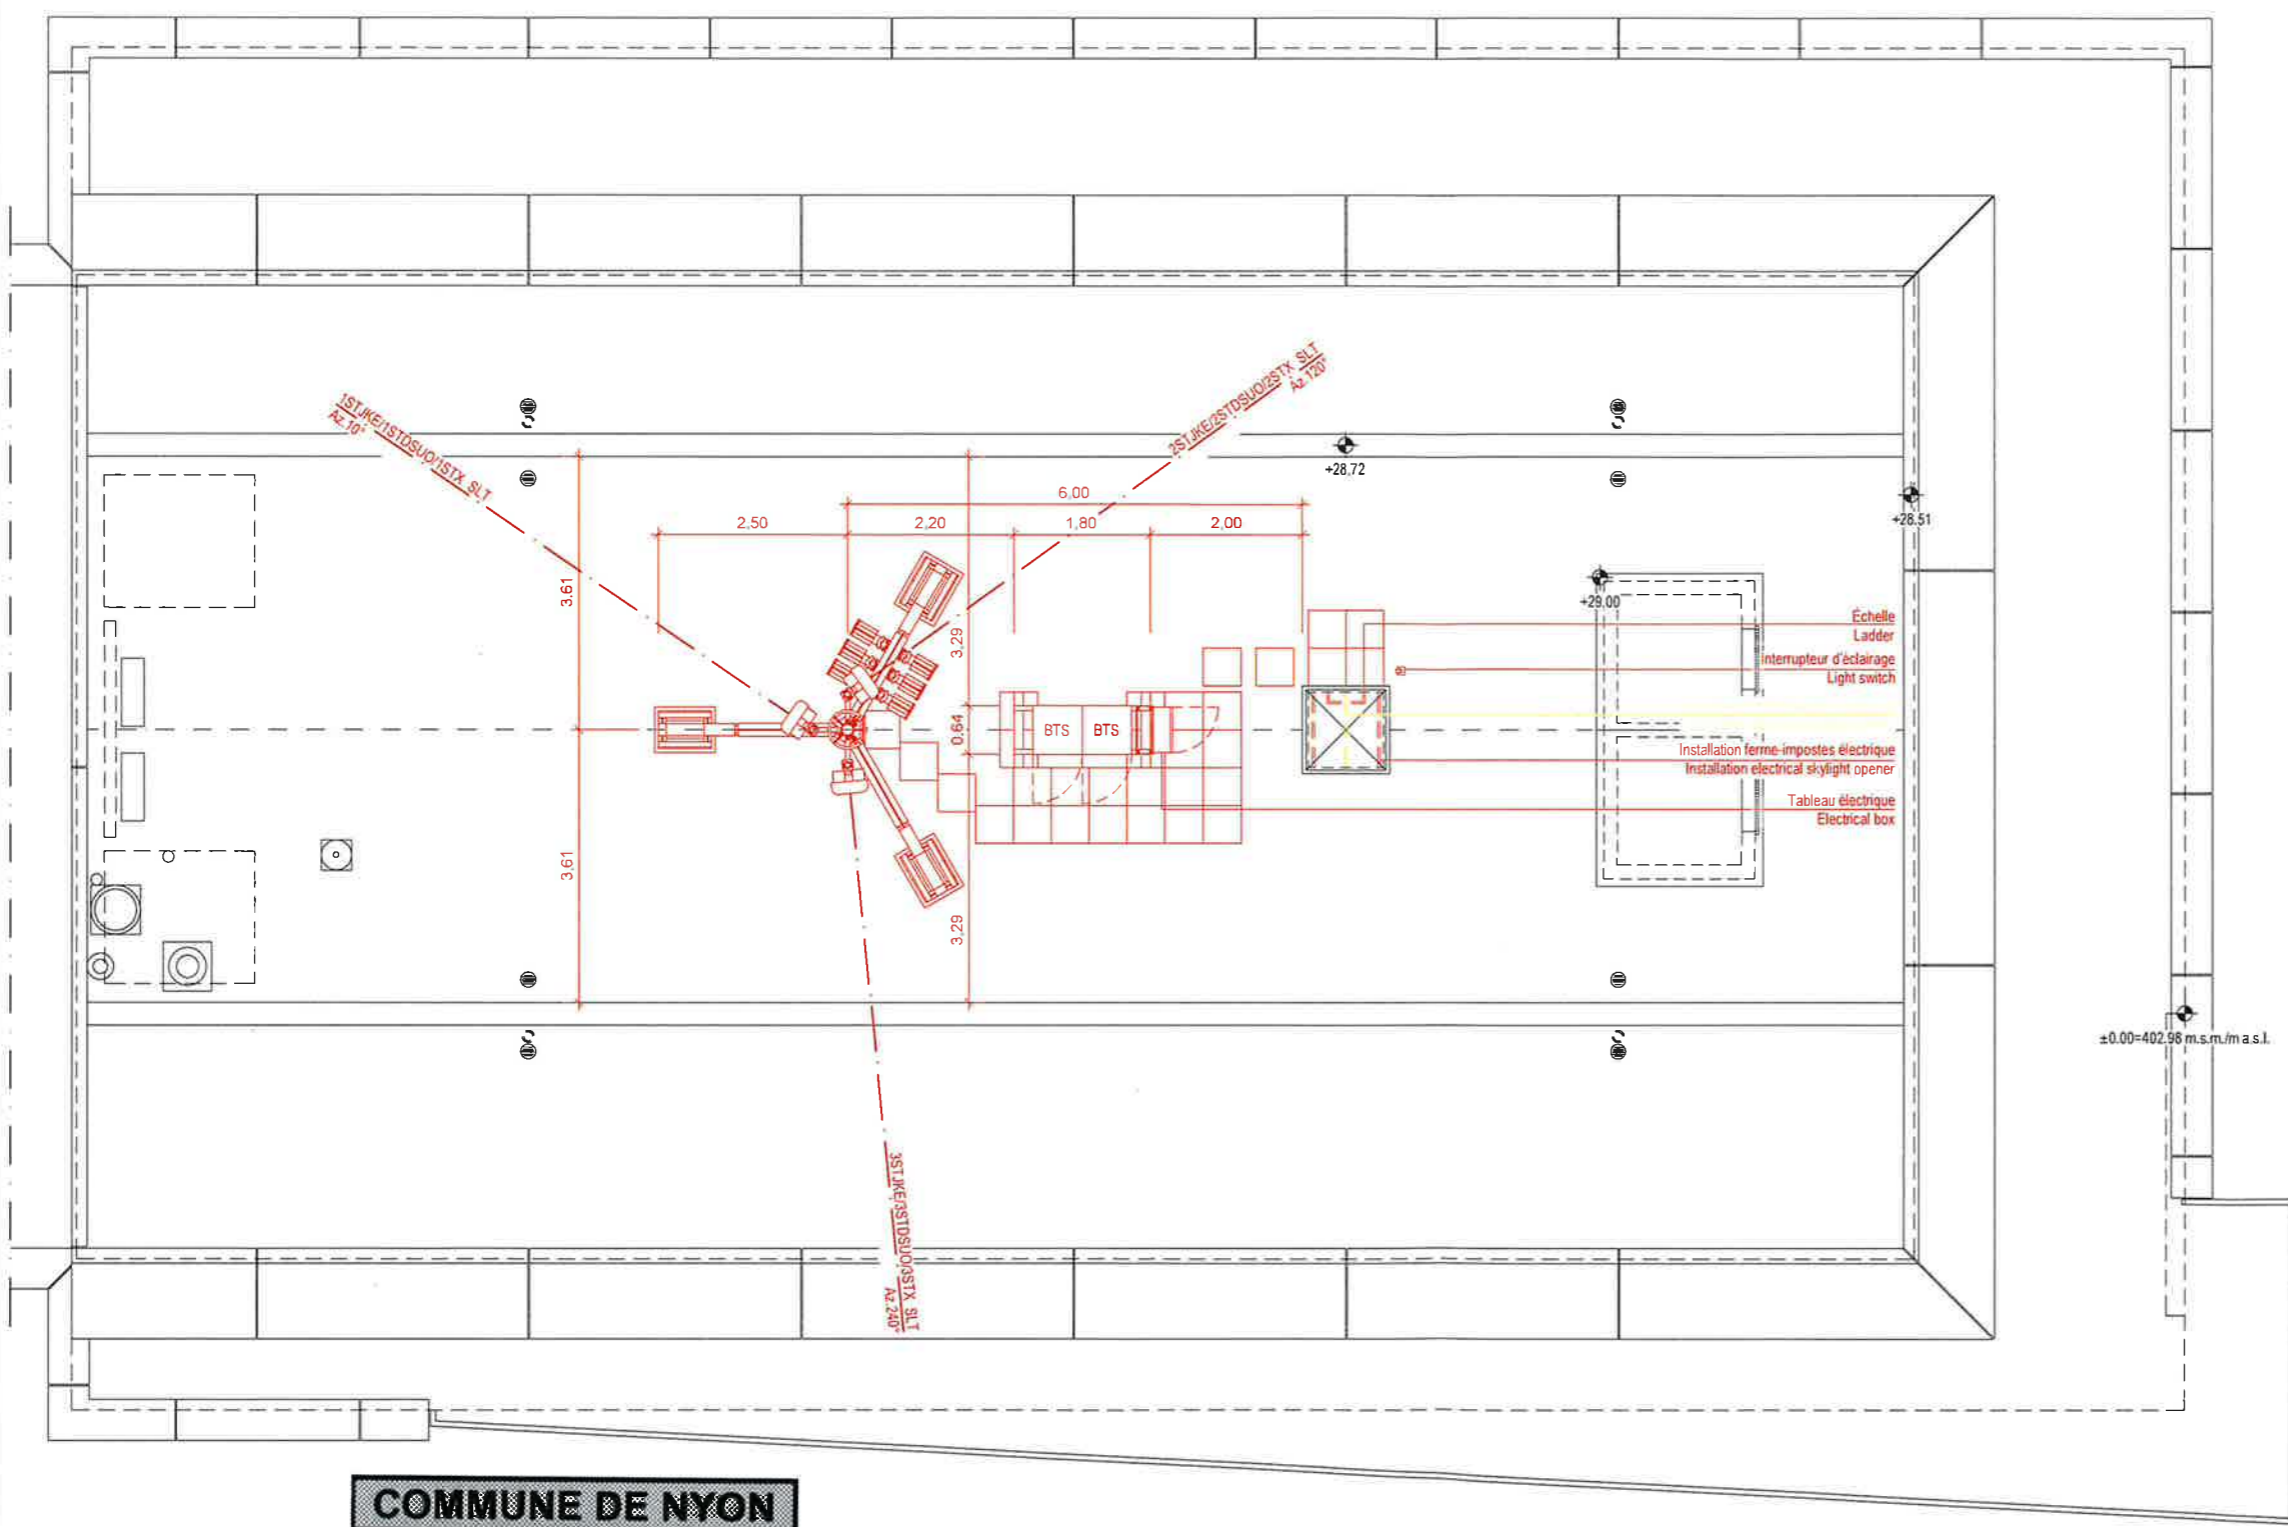 1STJKE/1STDSUO/1STX SLT
Az.10°
2STJKE/2STDSUO/2STX SLT
Az.120°
+28.72
6,00
+28.51
2,50
2,20
1,80
2,00
3.61
+29.00
Échelle
Ladder
3,29
Interrupteur d'éclairage
Light switch
0.64
BTS
BTS
Installation ferme-impostes électrique
Installation electrical skylight opener
Tableau électrique
Electrical box
3,61
3,29
±0.00=402.98 m.s.m./m a.s.l.
3STJKE/3STDSUO/3STX SLT
Az.240°
COMMUNE DE NYON